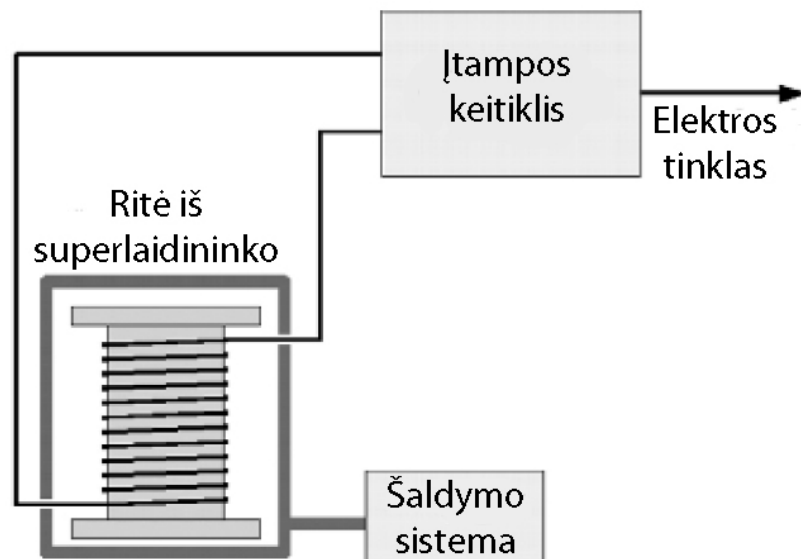 Įtampos
keitiklis
Elektros
tinklas
Ritė iš
superlaidininko
Šaldymo
sistema